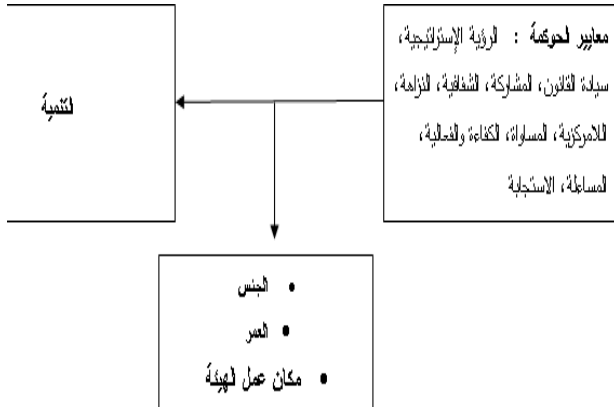 معايير الحوكمة : الرؤية الإستراتيجية،
سيادة القانون، المشاركة، الشفافية، النزاهة،
اللامركزية، المساواة، الكفاءة والفعالية،
المساءلة، الاستجابة
التنمية
• الجنس
• العمر
• مكان عمل الهيئة